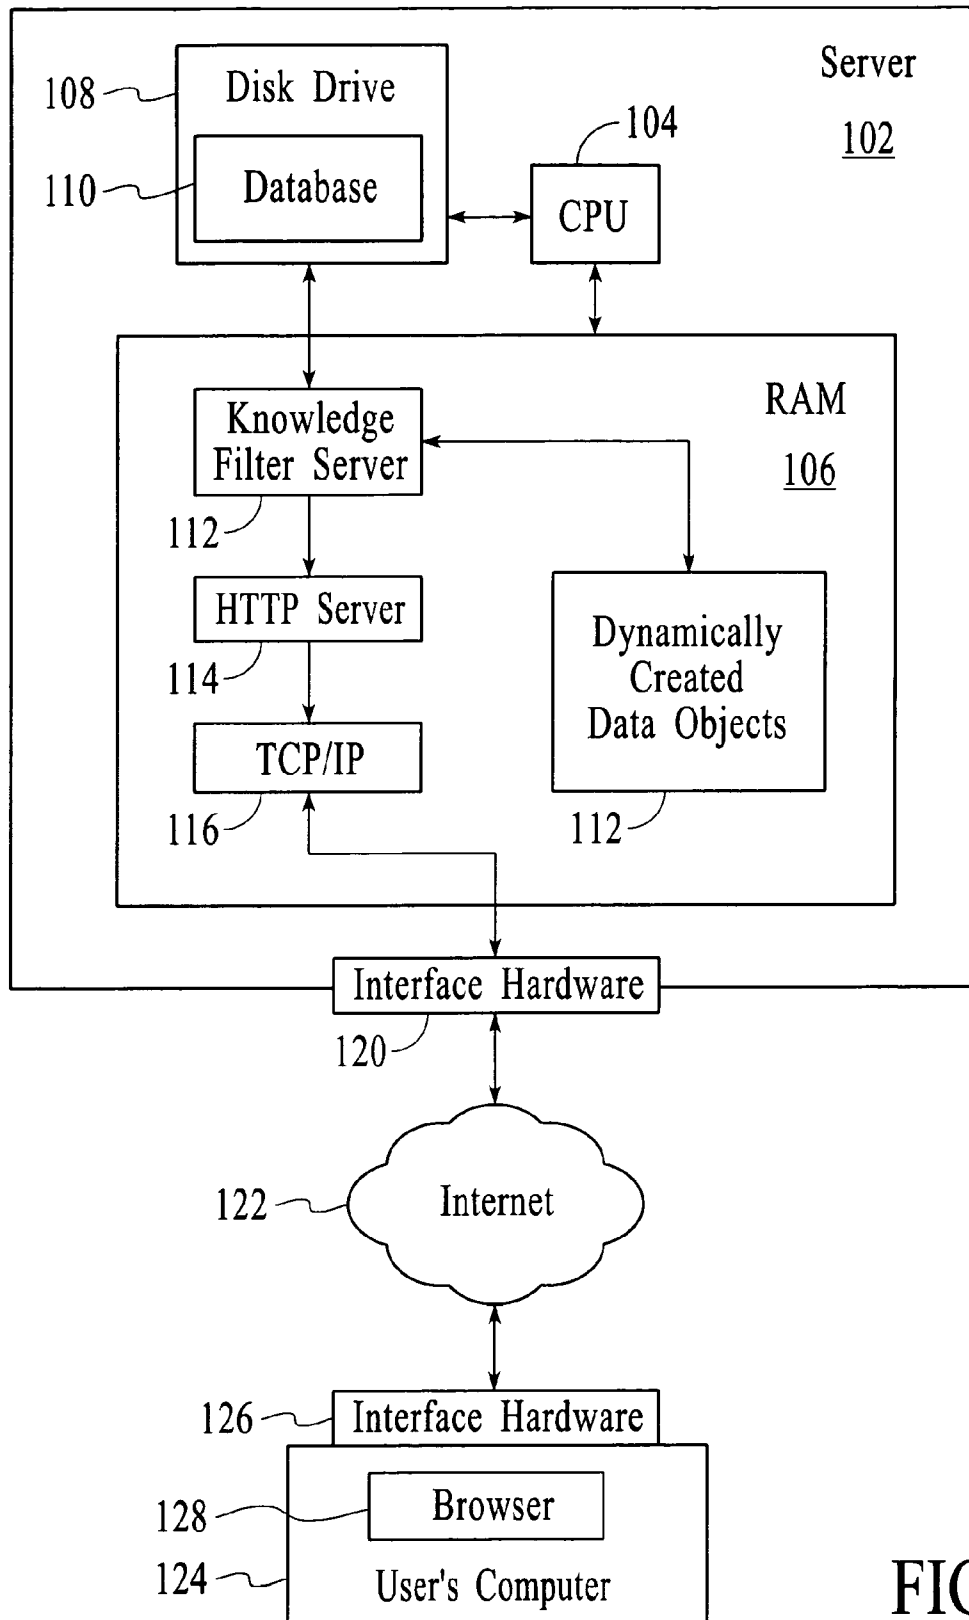 Server
102
108
Disk Drive
110
Database
104
CPU
RAM
106
Knowledge
Filter Server
112
HTTP Server
114
TCP/IP
116
Dynamically
Created
Data Objects
112
Interface Hardware
120
122
Internet
126
Interface Hardware
128
Browser
124
User's Computer
FIG